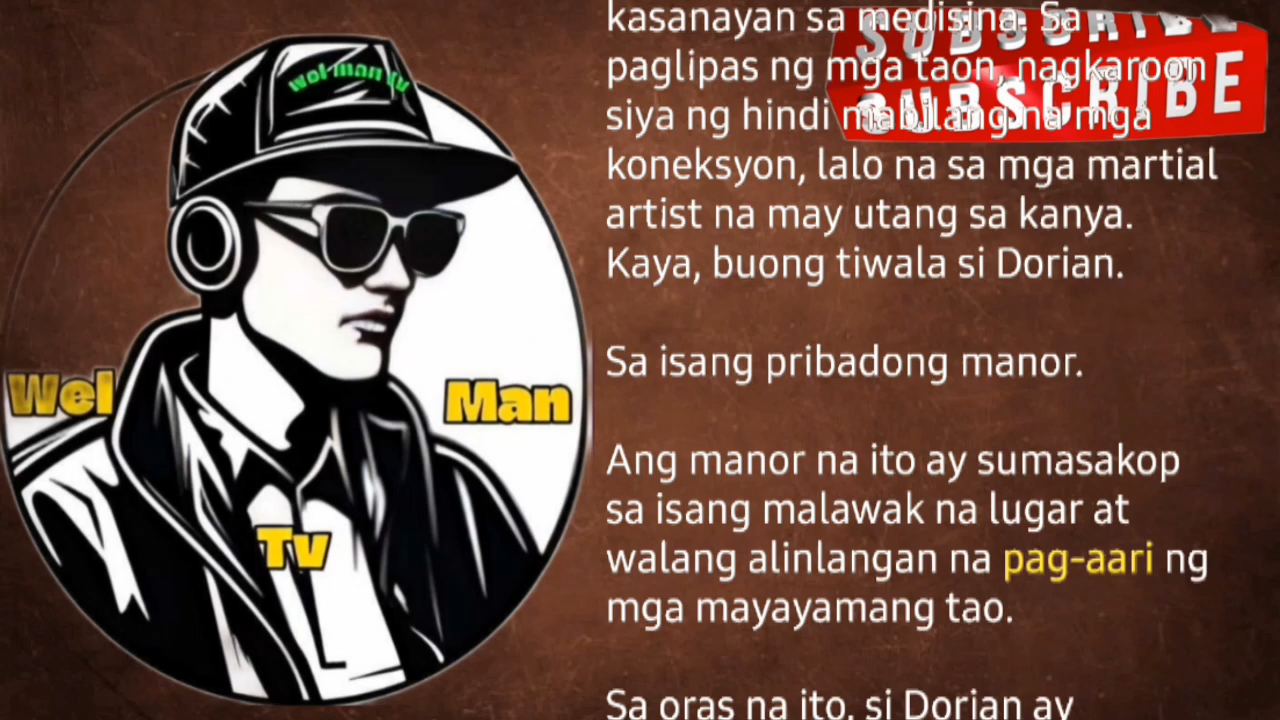 wel man tv
Wel
Man
Tv
SUBSCRIBE
SUBSCRIBE
kasanayan sa medisina. Sa
paglipas ng mga taon, nagkaroon
siya ng hindi mabilang na mga
koneksyon, lalo na sa mga martial
artist na may utang sa kanya.
Kaya, buong tiwala si Dorian.
Sa isang pribadong manor.
Ang manor na ito ay sumasakop
sa isang malawak na lugar at
walang alinlangan na pag-aari ng
mga mayayamang tao.
Sa oras na ito, si Dorian ay